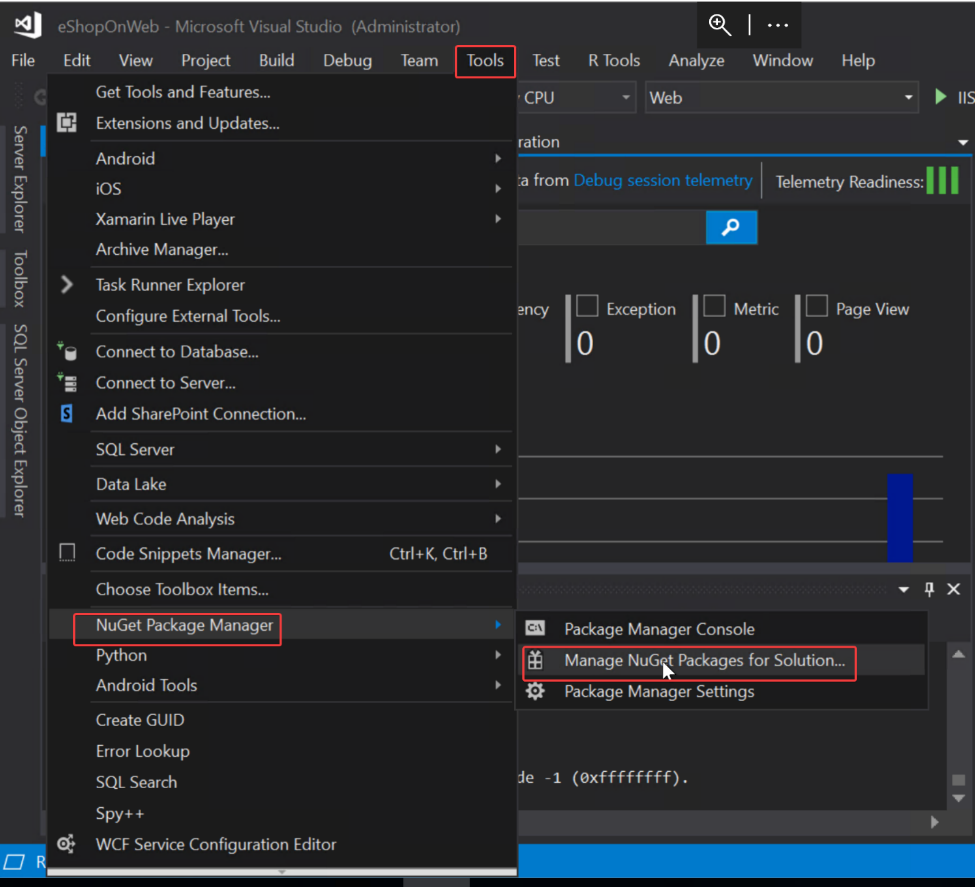 eShopOnWeb - Microsoft Visual Studio (Administrator)
File Edit View Project Build Debug Team Tools Test R Tools Analyze Window Help
Get Tools and Features...
CPU Web IIS
Extensions and Updates...
ration
Android
iOS
from Debug session telemetry Telemetry Readiness:
Xamarin Live Player
Archive Manager...
Task Runner Explorer
Configure External Tools...
ency Exception Metric Page View
0 0 0
Connect to Database...
Connect to Server...
Add SharePoint Connection...
SQL Server
Data Lake
Web Code Analysis
Code Snippets Manager... Ctrl+K, Ctrl+B
Choose Toolbox Items...
NuGet Package Manager
Python
Android Tools
Create GUID
Error Lookup
SQL Search
Spy++
WCF Service Configuration Editor
Package Manager Console
Manage NuGet Packages for Solution...
Package Manager Settings
de -1 (0xffffffff).
R
Server Explorer
Toolbox
SQL Server Object Explorer